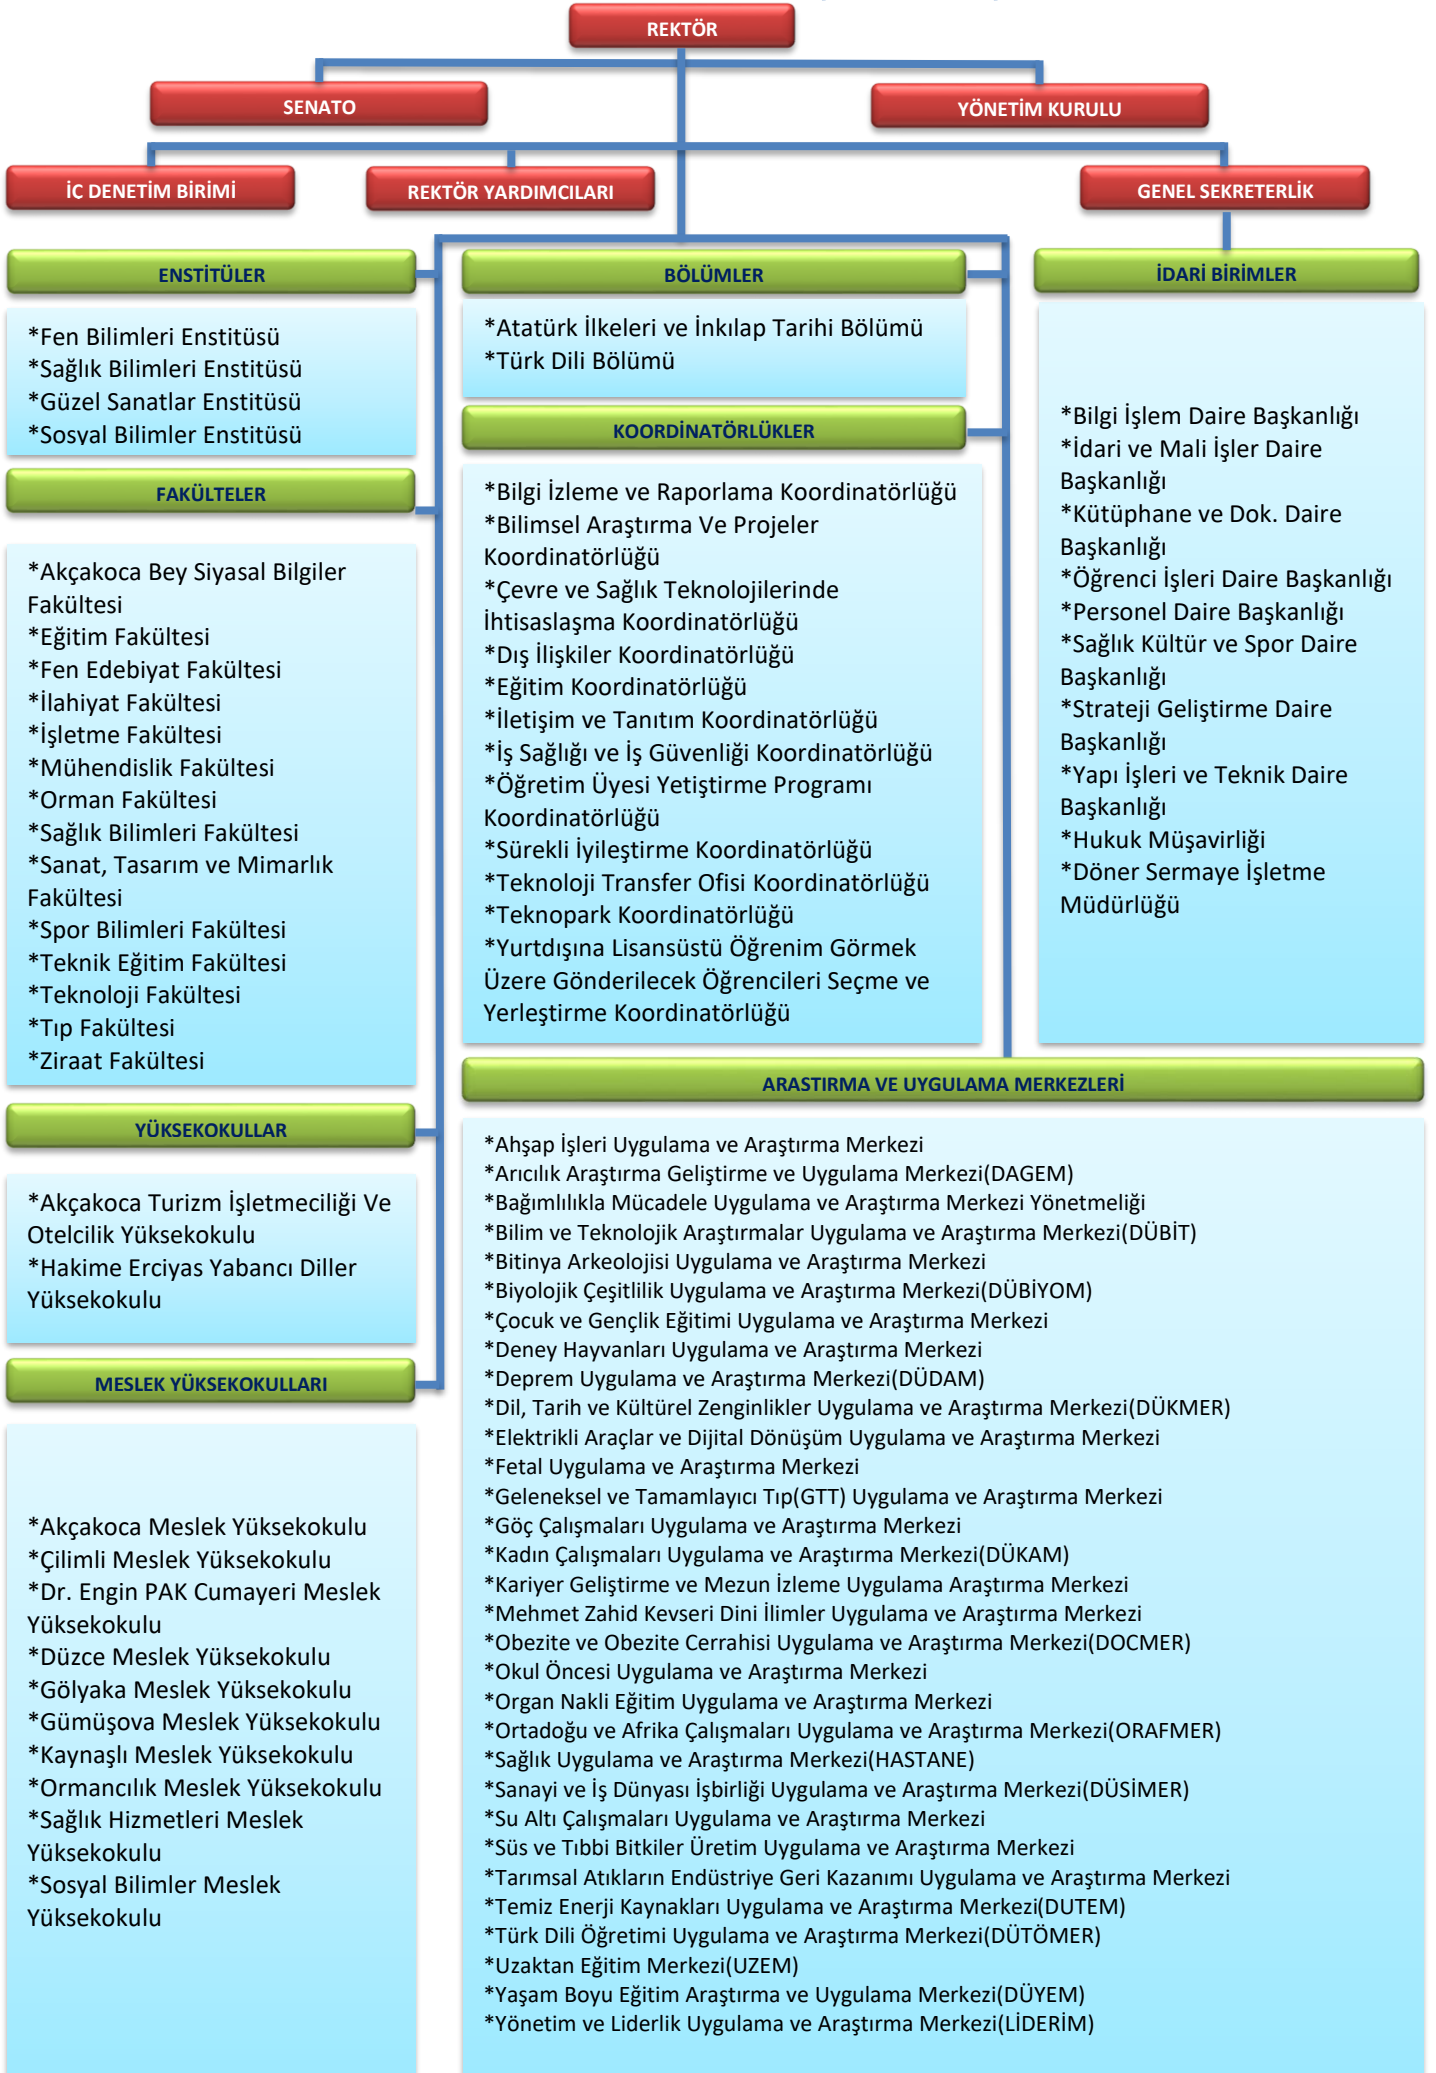 REKTÖR
SENATO
YÖNETİM KURULU
İÇ DENETİM BİRİMİ
REKTÖR YARDIMCILARI
GENEL SEKRETERLİK
ENSTİTÜLER
*Fen Bilimleri Enstitüsü
*Sağlık Bilimleri Enstitüsü
*Güzel Sanatlar Enstitüsü
*Sosyal Bilimler Enstitüsü
FAKÜLTELER
*Akçakoca Bey Siyasal Bilgiler
Fakültesi
*Eğitim Fakültesi
*Fen Edebiyat Fakültesi
*İlahiyat Fakültesi
*İşletme Fakültesi
*Mühendislik Fakültesi
*Orman Fakültesi
*Sağlık Bilimleri Fakültesi
*Sanat, Tasarım ve Mimarlık
Fakültesi
*Spor Bilimleri Fakültesi
*Teknik Eğitim Fakültesi
*Teknoloji Fakültesi
*Tıp Fakültesi
*Ziraat Fakültesi
YÜKSEKOKULLAR
*Akçakoca Turizm İşletmeciliği Ve
Otelcilik Yüksekokulu
*Hakime Erciyas Yabancı Diller
Yüksekokulu
MESLEK YÜKSEKOKULLARI
*Akçakoca Meslek Yüksekokulu
*Çilimli Meslek Yüksekokulu
*Dr. Engin PAK Cumayeri Meslek
Yüksekokulu
*Düzce Meslek Yüksekokulu
*Gölyaka Meslek Yüksekokulu
*Gümüşova Meslek Yüksekokulu
*Kaynaşlı Meslek Yüksekokulu
*Ormancılık Meslek Yüksekokulu
*Sağlık Hizmetleri Meslek
Yüksekokulu
*Sosyal Bilimler Meslek
Yüksekokulu
BÖLÜMLER
*Atatürk İlkeleri ve İnkılap Tarihi Bölümü
*Türk Dili Bölümü
KOORDİNATÖRLÜKLER
*Bilgi İzleme ve Raporlama Koordinatörlüğü
*Bilimsel Araştırma Ve Projeler
Koordinatörlüğü
*Çevre ve Sağlık Teknolojilerinde
İhtisaslaşma Koordinatörlüğü
*Dış İlişkiler Koordinatörlüğü
*Eğitim Koordinatörlüğü
*İletişim ve Tanıtım Koordinatörlüğü
*İş Sağlığı ve İş Güvenliği Koordinatörlüğü
*Öğretim Üyesi Yetiştirme Programı
Koordinatörlüğü
*Sürekli İyileştirme Koordinatörlüğü
*Teknoloji Transfer Ofisi Koordinatörlüğü
*Teknopark Koordinatörlüğü
*Yurtdışına Lisansüstü Öğrenim Görmek
Üzere Gönderilecek Öğrencileri Seçme ve
Yerleştirme Koordinatörlüğü
İDARİ BİRİMLER
*Bilgi İşlem Daire Başkanlığı
*İdari ve Mali İşler Daire
Başkanlığı
*Kütüphane ve Dok. Daire
Başkanlığı
*Öğrenci İşleri Daire Başkanlığı
*Personel Daire Başkanlığı
*Sağlık Kültür ve Spor Daire
Başkanlığı
*Strateji Geliştirme Daire
Başkanlığı
*Yapı İşleri ve Teknik Daire
Başkanlığı
*Hukuk Müşavirliği
*Döner Sermaye İşletme
Müdürlüğü
ARASTIRMA VE UYGULAMA MERKEZLERİ
*Ahşap İşleri Uygulama ve Araştırma Merkezi
*Arıcılık Araştırma Geliştirme ve Uygulama Merkezi(DAGEM)
*Bağımlılıkla Mücadele Uygulama ve Araştırma Merkezi Yönetmeliği
*Bilim ve Teknolojik Araştırmalar Uygulama ve Araştırma Merkezi(DÜBİT)
*Bitinya Arkeolojisi Uygulama ve Araştırma Merkezi
*Biyolojik Çeşitlilik Uygulama ve Araştırma Merkezi(DÜBİYOM)
*Çocuk ve Gençlik Eğitimi Uygulama ve Araştırma Merkezi
*Deney Hayvanları Uygulama ve Araştırma Merkezi
*Deprem Uygulama ve Araştırma Merkezi(DÜDAM)
*Dil, Tarih ve Kültürel Zenginlikler Uygulama ve Araştırma Merkezi(DÜKMER)
*Elektrikli Araçlar ve Dijital Dönüşüm Uygulama ve Araştırma Merkezi
*Fetal Uygulama ve Araştırma Merkezi
*Geleneksel ve Tamamlayıcı Tıp(GTT) Uygulama ve Araştırma Merkezi
*Göç Çalışmaları Uygulama ve Araştırma Merkezi
*Kadın Çalışmaları Uygulama ve Araştırma Merkezi(DÜKAM)
*Kariyer Geliştirme ve Mezun İzleme Uygulama Araştırma Merkezi
*Mehmet Zahid Kevseri Dini İlimler Uygulama ve Araştırma Merkezi
*Obezite ve Obezite Cerrahisi Uygulama ve Araştırma Merkezi(DOCMER)
*Okul Öncesi Uygulama ve Araştırma Merkezi
*Organ Nakli Eğitim Uygulama ve Araştırma Merkezi
*Ortadoğu ve Afrika Çalışmaları Uygulama ve Araştırma Merkezi(ORAFMER)
*Sağlık Uygulama ve Araştırma Merkezi(HASTANE)
*Sanayi ve İş Dünyası İşbirliği Uygulama ve Araştırma Merkezi(DÜSİMER)
*Su Altı Çalışmaları Uygulama ve Araştırma Merkezi
*Süs ve Tıbbi Bitkiler Üretim Uygulama ve Araştırma Merkezi
*Tarımsal Atıkların Endüstriye Geri Kazanımı Uygulama ve Araştırma Merkezi
*Temiz Enerji Kaynakları Uygulama ve Araştırma Merkezi(DUTEM)
*Türk Dili Öğretimi Uygulama ve Araştırma Merkezi(DÜTÖMER)
*Uzaktan Eğitim Merkezi(UZEM)
*Yaşam Boyu Eğitim Araştırma ve Uygulama Merkezi(DÜYEM)
*Yönetim ve Liderlik Uygulama ve Araştırma Merkezi(LİDERİM)